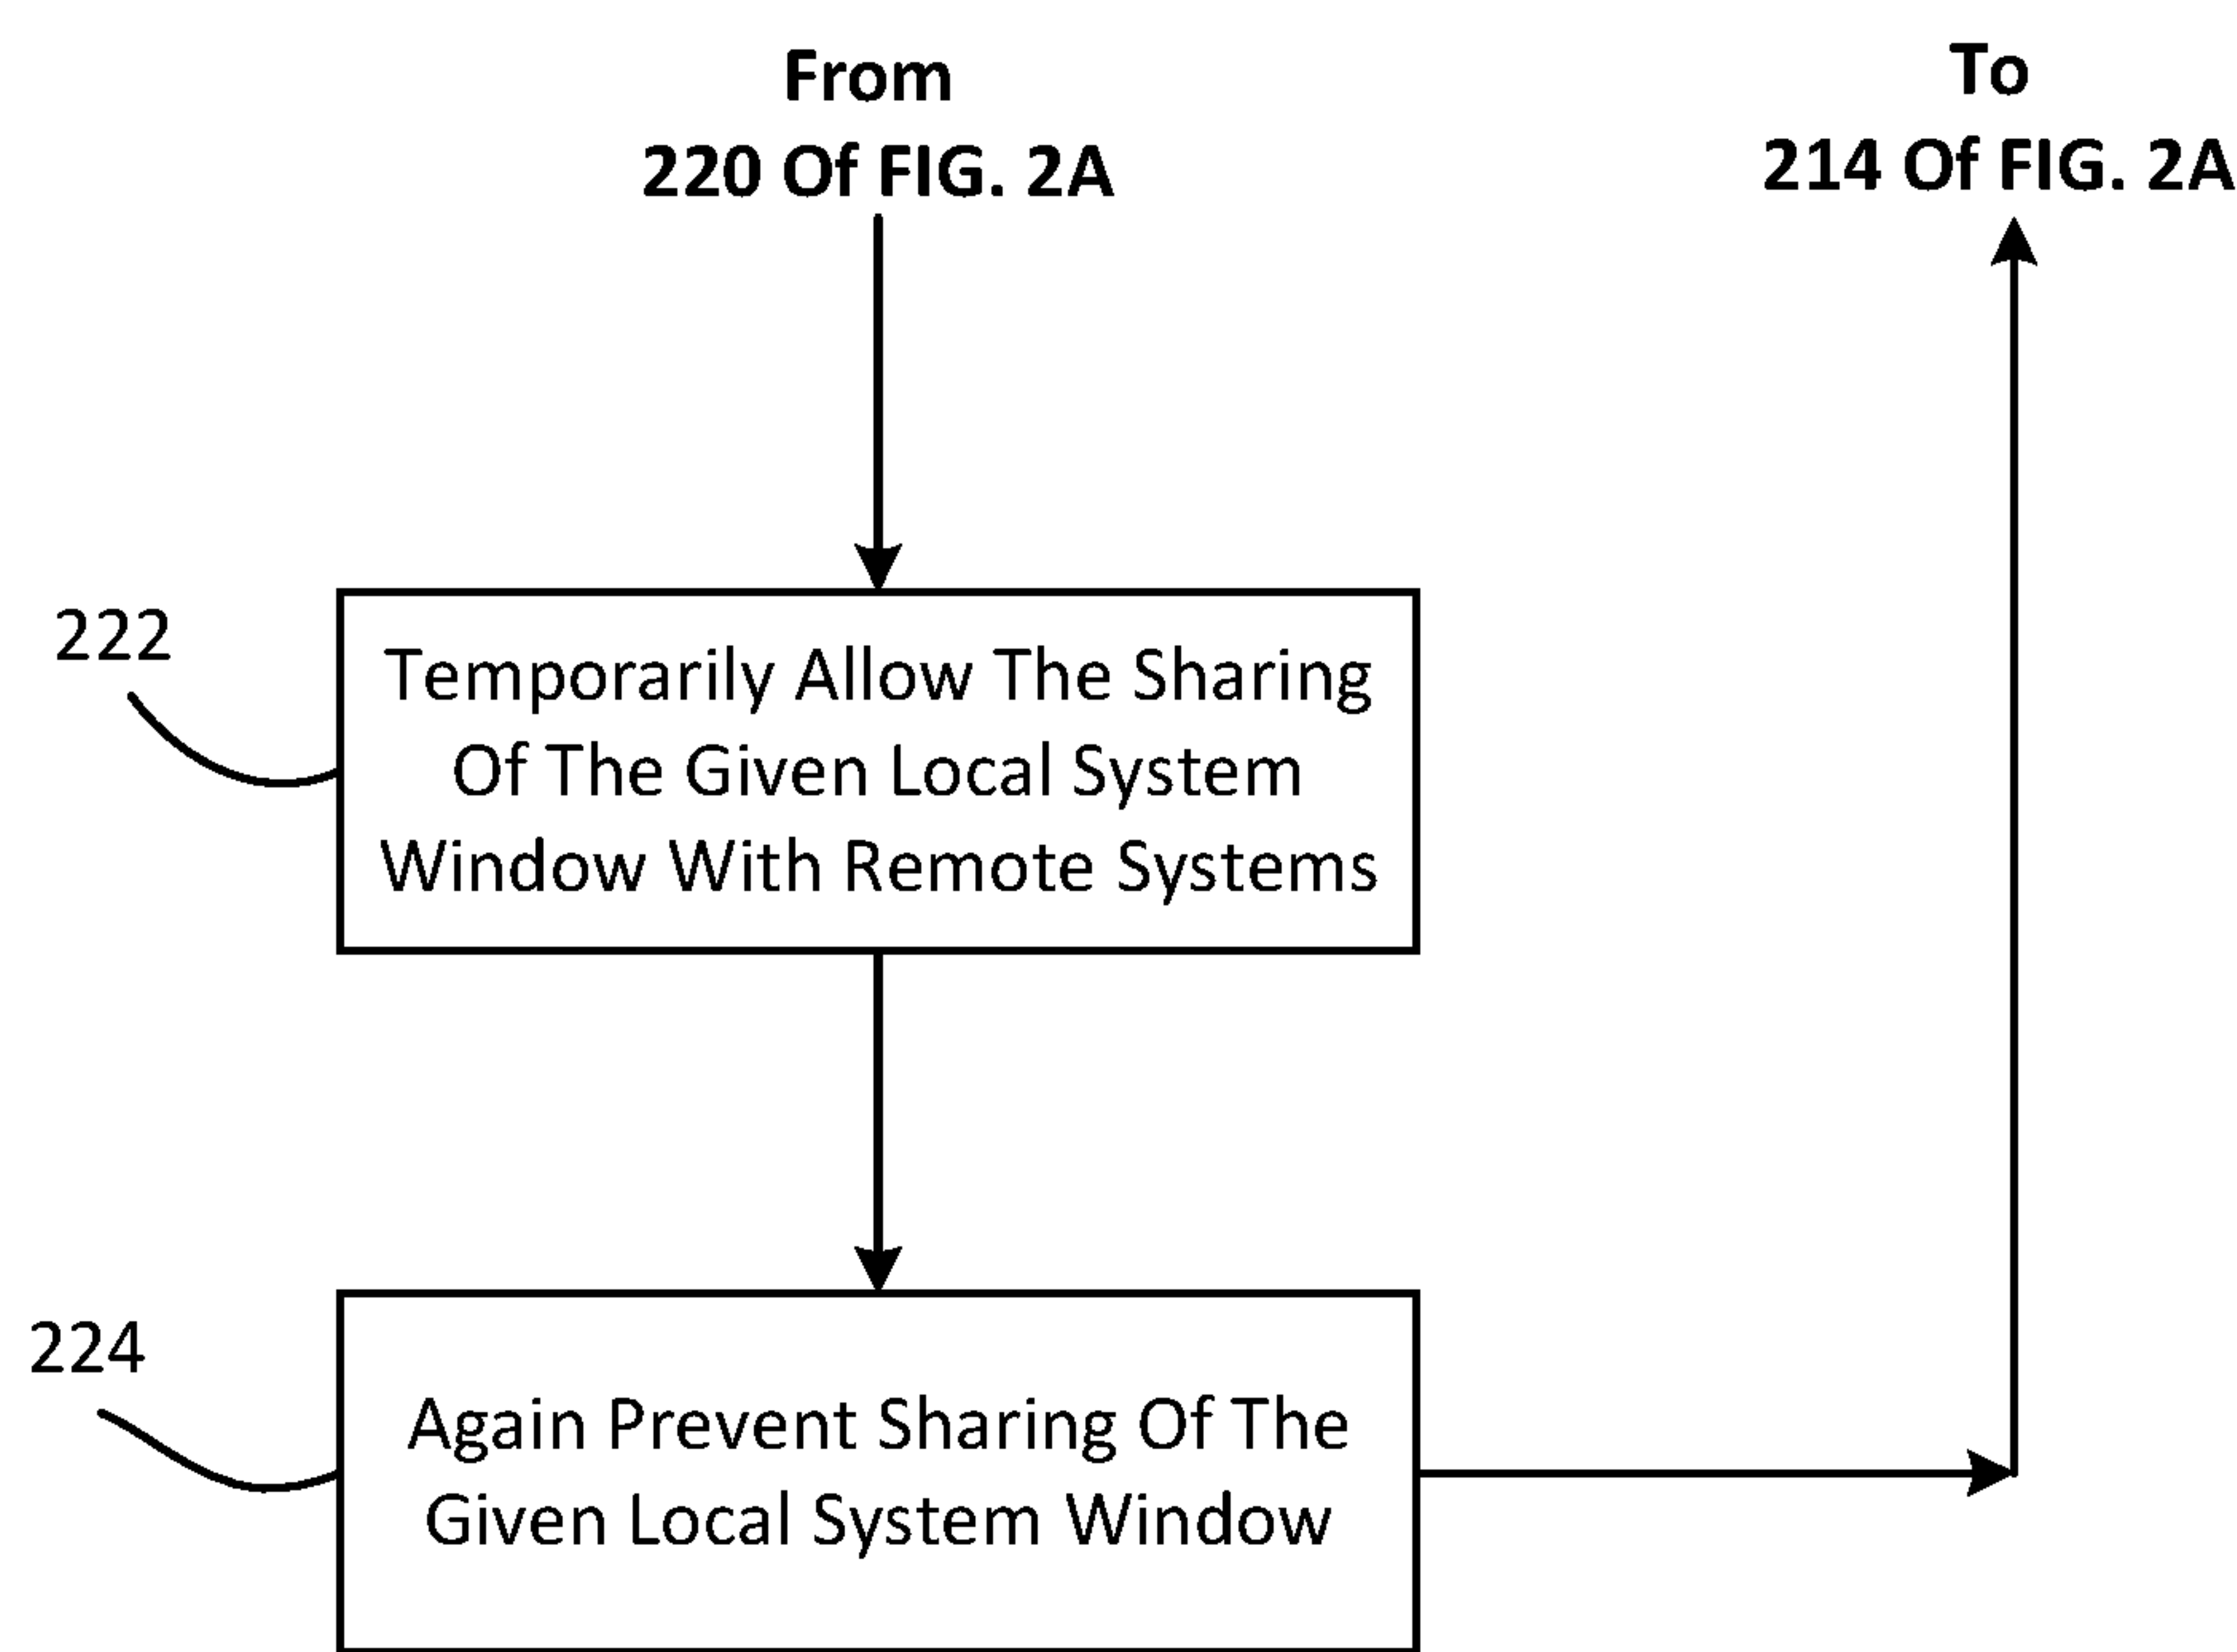 From
220 Of FIG. 2A
To
214 Of FIG. 2A
222
Temporarily Allow The Sharing
Of The Given Local System
Window With Remote Systems
224
Again Prevent Sharing Of The
Given Local System Window